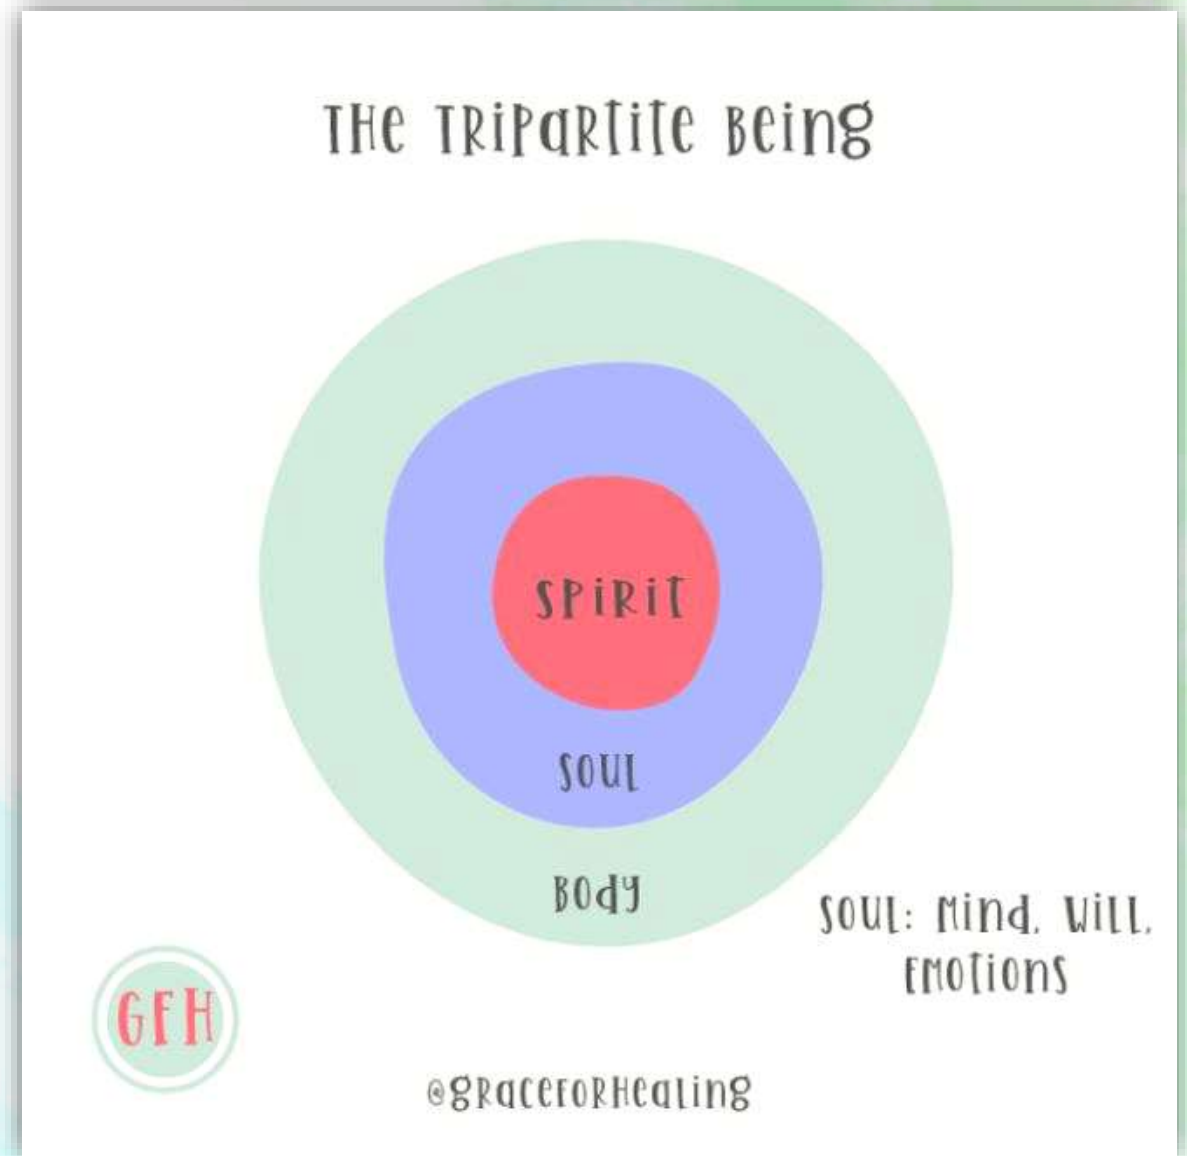 THe TRiPaRTiTe Being
SPiRiT
SOUL
BOdy
SOUL: Mind, Will,
EMOTiONS
GFH
@gRaceFORHealing